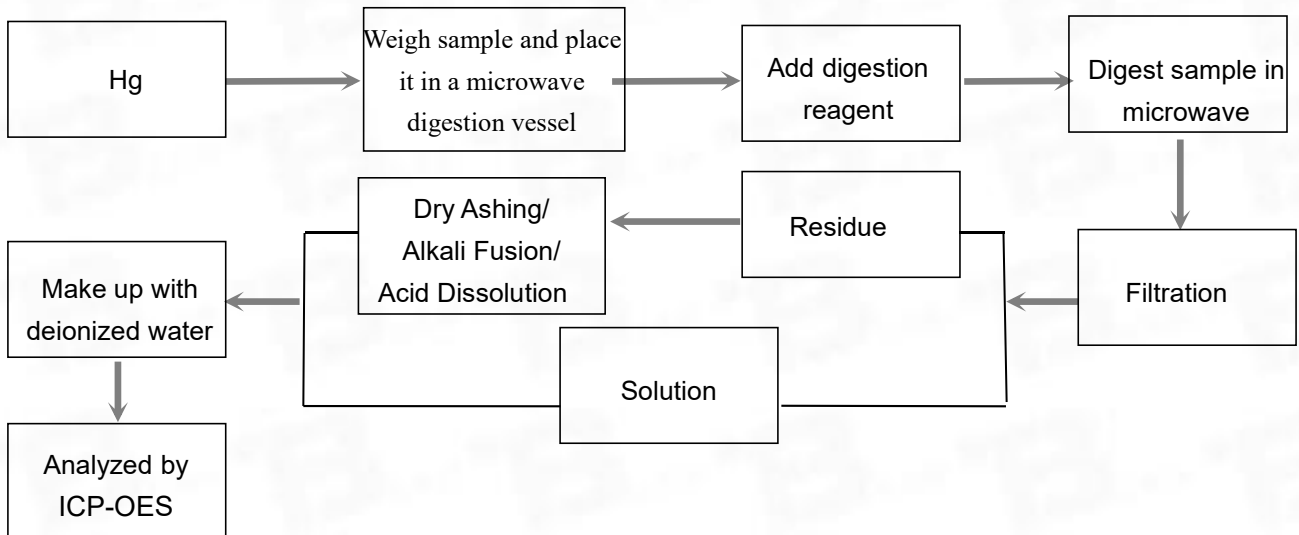 Hg
Weigh sample and place
it in a microwave
digestion vessel
Add digestion
reagent
Digest sample in
microwave
Filtration
Residue
Dry Ashing/
Alkali Fusion/
Acid Dissolution
Solution
Make up with
deionized water
Analyzed by
ICP-OES